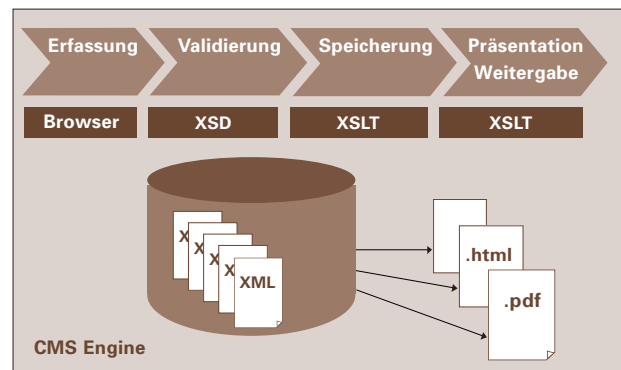 Erfassung
Validierung
Speicherung
Präsentation
Weitergabe
Browser
XSD
XSLT
XSLT
X
X
X
X
XML
.html
.pdf
CMS Engine